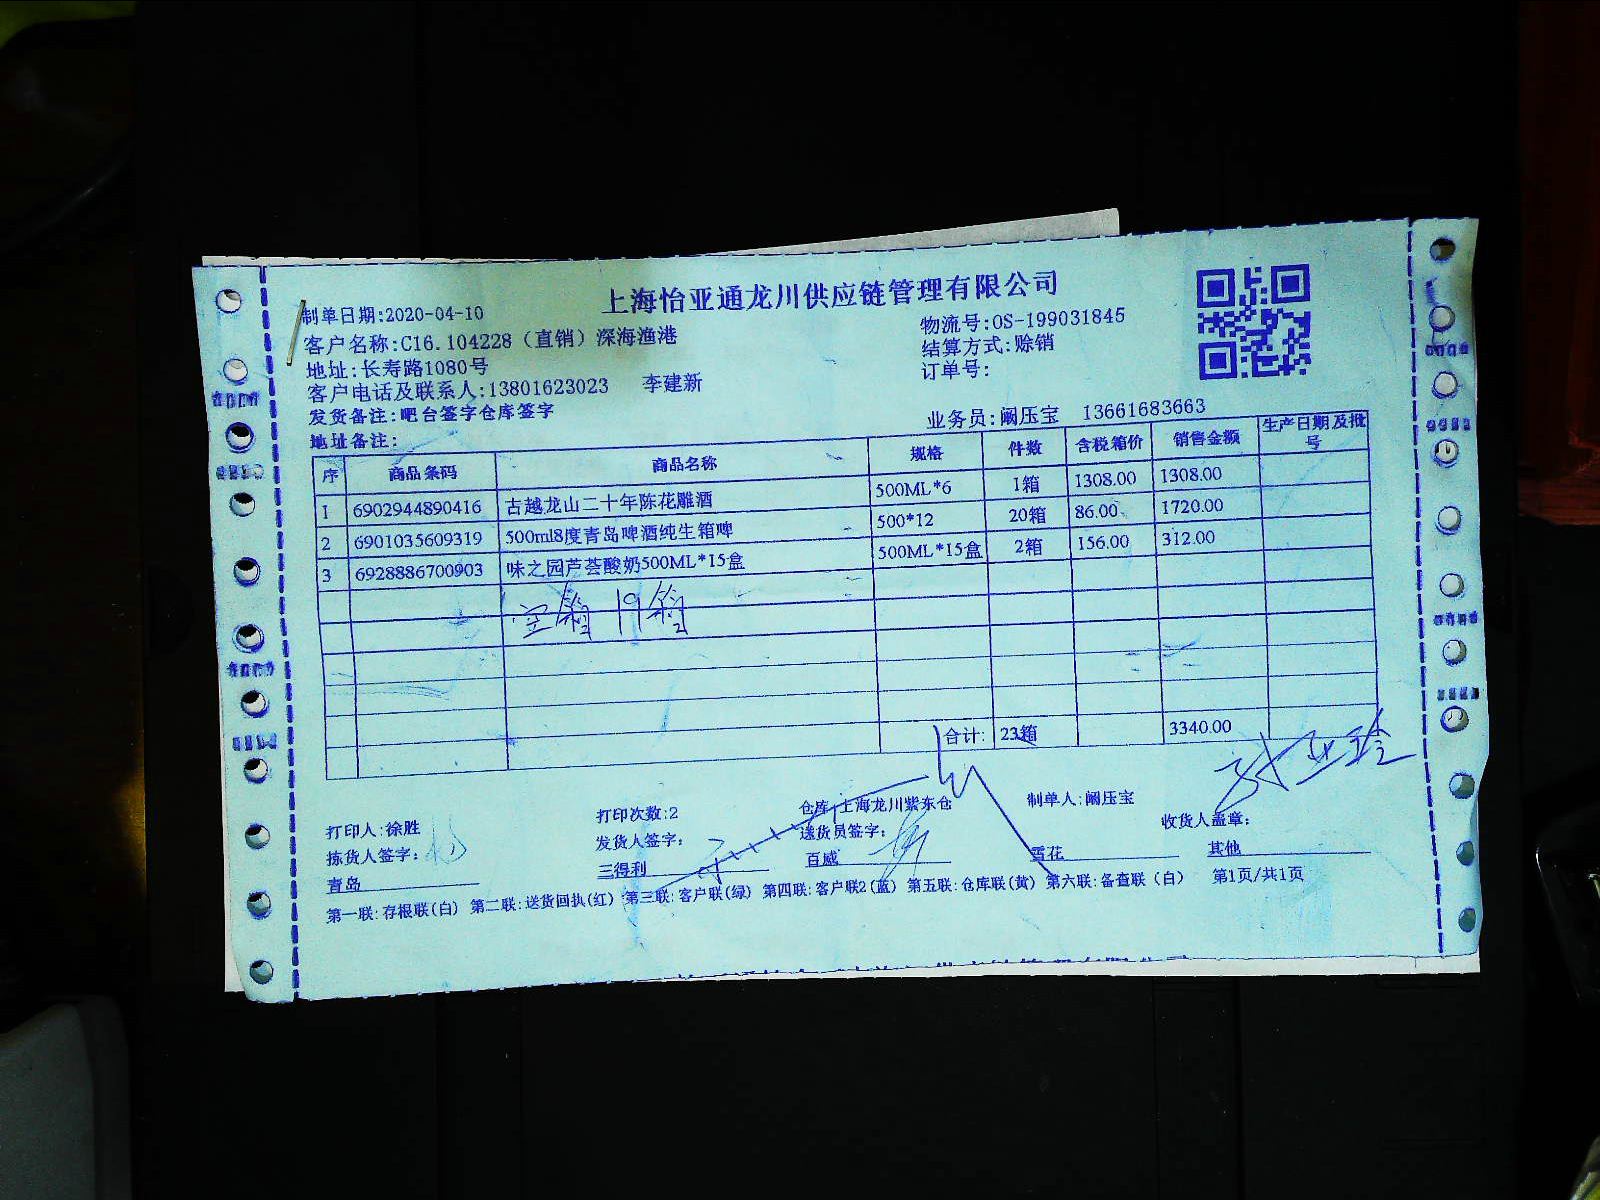 上海怡亚通龙川供应链管理有限公司
制单日期:2020-04-10
物流号:OS-199031845
客户名称:C16.104228（直销）深海渔港
结算方式:赊销
地址:长寿路1080号
订单号:
客户电话及联系人:13801623023 李建新
发货备注:吧台签字仓库签字
业务员:阚压宝 13661683663
地址备注:
序 商品条码 商品名称 规格 件数 含税箱价 销售金额 生产日期及批号
1 6902944890416 古越龙山二十年陈花雕酒 500ML*6 1箱 1308.00 1308.00
2 6901035609319 500ml8度青岛啤酒纯生箱啤 500*12 20箱 86.00 1720.00
3 6928886700903 味之园芦荟酸奶500ML*15盒 500ML*15盒 2箱 156.00 312.00
空箱 19箱
合计: 23箱 3340.00
打印人:徐胜 打印次数:2 仓库:上海龙川紫东仓 制单人:阚压宝
拣货人签字: 发货人签字: 送货员签字: 收货人盖章:
青岛 三得利 百威 雪花 其他
第一联:存根联(白) 第二联:送货回执(红) 第三联:客户联(绿) 第四联:客户联2(蓝) 第五联:仓库联(黄) 第六联:备查联(白) 第1页/共1页